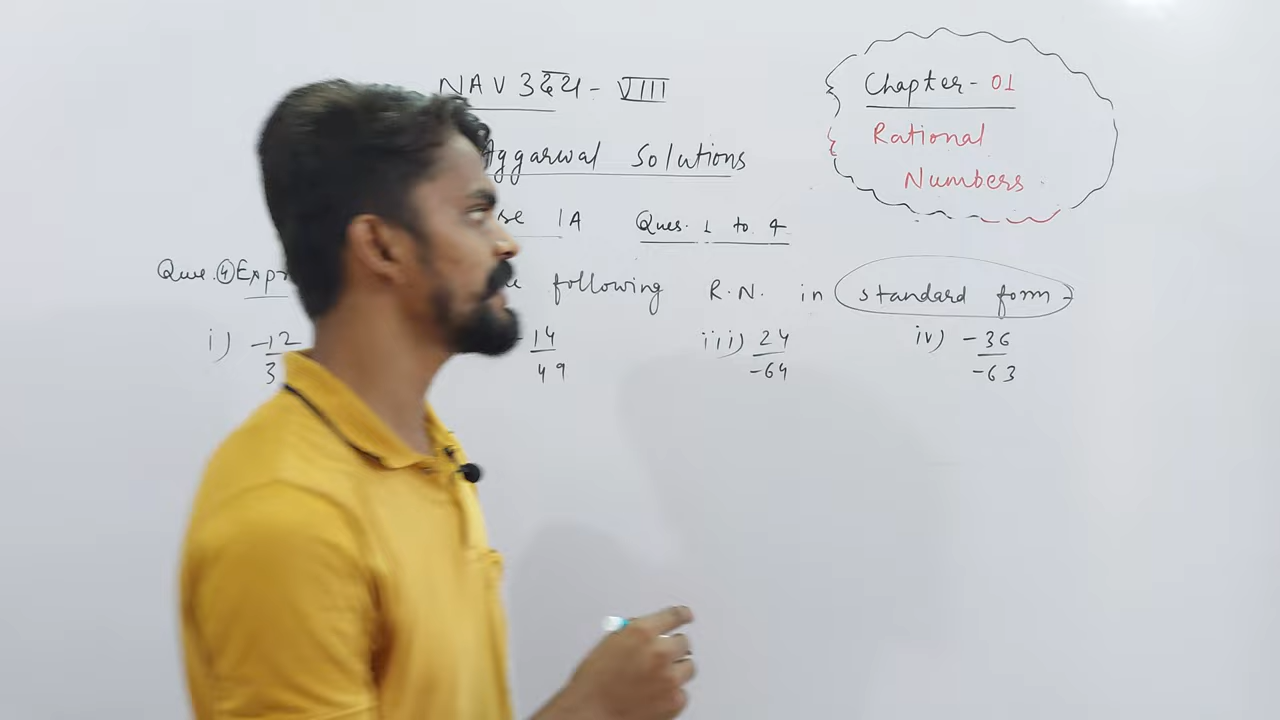 NAV उदय - VIII
Aggarwal Solutions
1A Ques. 1 to 4
Que. ④ following R.N. in standard form -
i) -12/3 14/49 iii) 24/-64 iv) -36/-63
Chapter - 01
Rational
Numbers